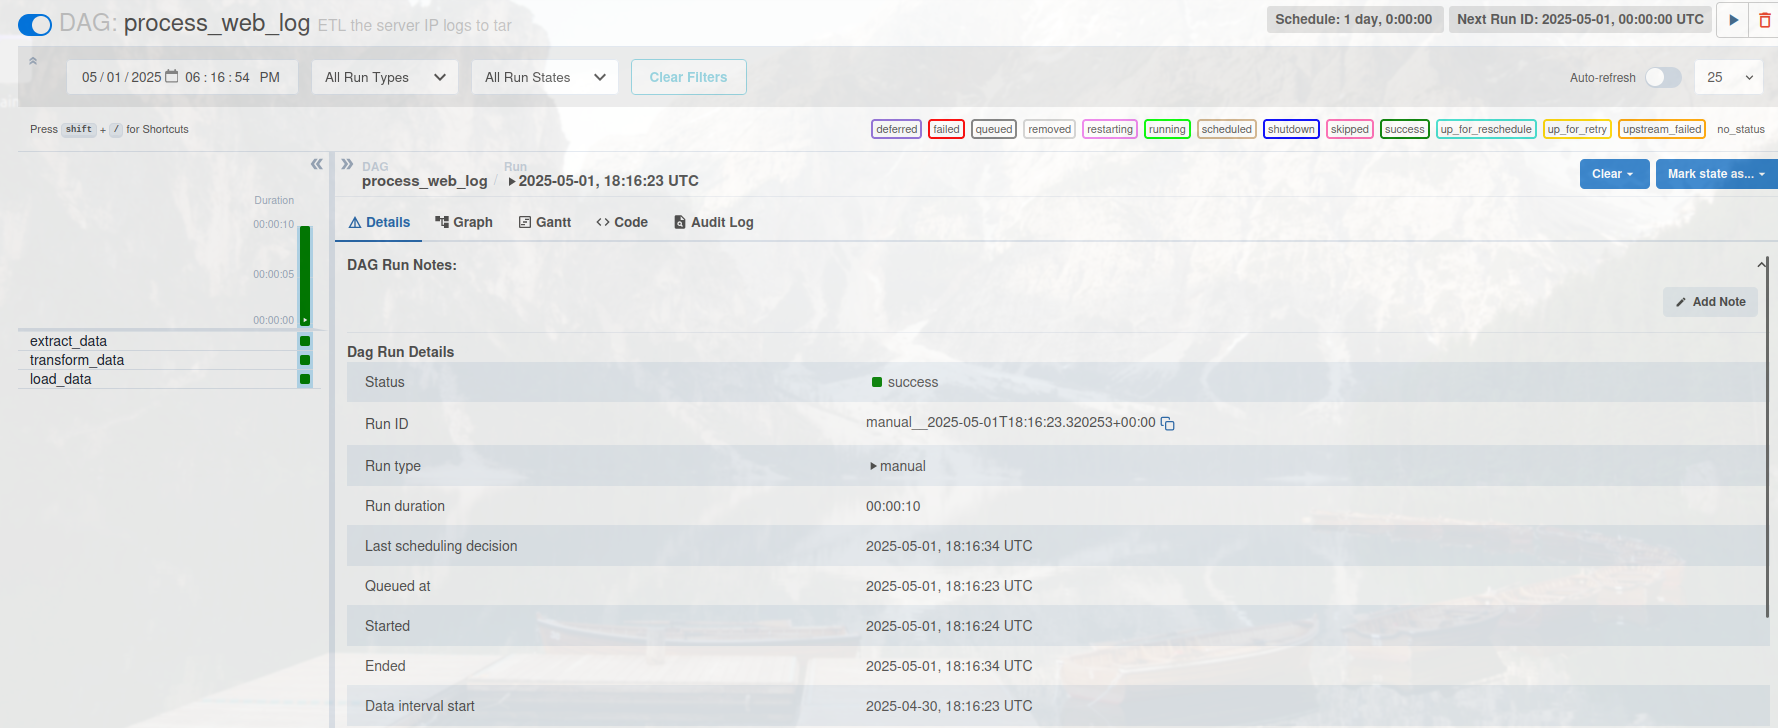 DAG: process_web_log ETL the server IP logs to tar
Schedule: 1 day, 0:00:00 Next Run ID: 2025-05-01, 00:00:00 UTC
05/01/2025 06:16:54 PM All Run Types All Run States Clear Filters Auto-refresh 25
Press shift + / for Shortcuts
deferred failed queued removed restarting running scheduled shutdown skipped success up_for_reschedule up_for_retry upstream_failed no_status
Duration
00:00:10
00:00:05
00:00:00
extract_data
transform_data
load_data
DAG Run
process_web_log / 2025-05-01, 18:16:23 UTC
Clear Mark state as...
Details Graph Gantt Code Audit Log
DAG Run Notes:
Add Note
Dag Run Details
Status success
Run ID manual__2025-05-01T18:16:23.320253+00:00
Run type manual
Run duration 00:00:10
Last scheduling decision 2025-05-01, 18:16:34 UTC
Queued at 2025-05-01, 18:16:23 UTC
Started 2025-05-01, 18:16:24 UTC
Ended 2025-05-01, 18:16:34 UTC
Data interval start 2025-04-30, 18:16:23 UTC